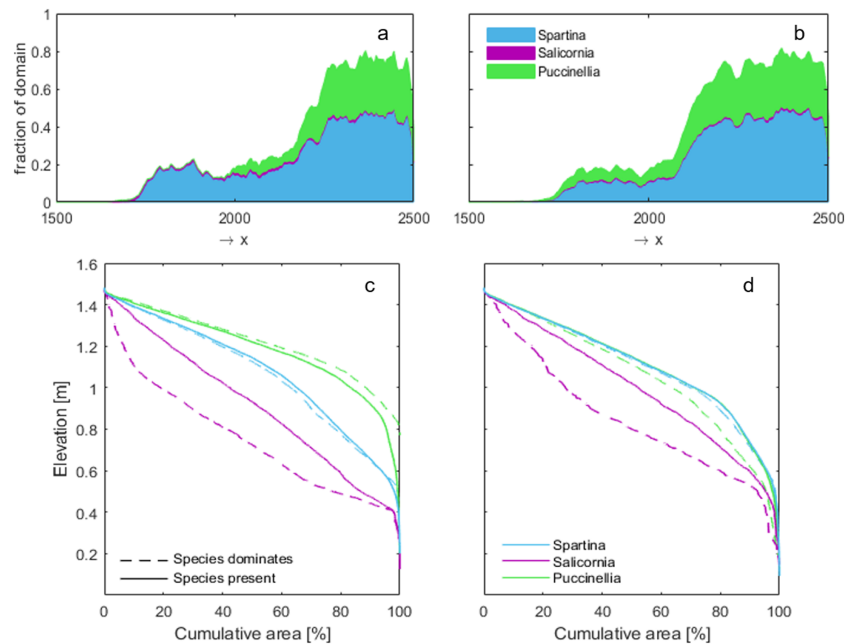 a
1
0.8
0.6
0.4
0.2
0
fraction of domain
1500
2000
2500
→ x
b
Spartina
Salicornia
Puccinellia
1500
2000
2500
→ x
c
1.6
1.4
1.2
1
0.8
0.6
0.4
0.2
Elevation [m]
Species dominates
Species present
0
20
40
60
80
100
Cumulative area [%]
d
Spartina
Salicornia
Puccinellia
0
20
40
60
80
100
Cumulative area [%]